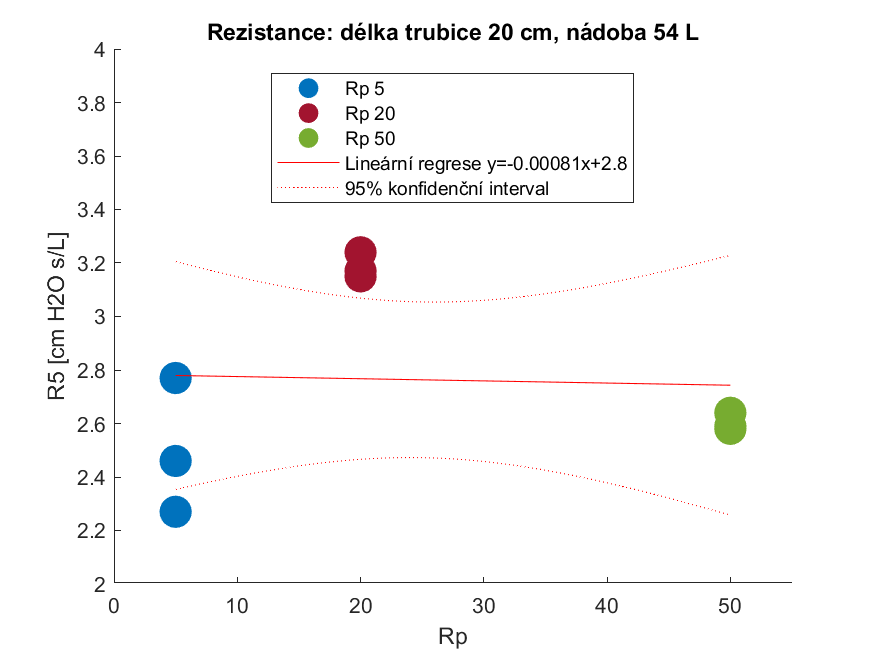 Rezistance: délka trubice 20 cm, nádoba 54 L
Rp 5
Rp 20
Rp 50
Lineární regrese y=-0.00081x+2.8
95% konfidenční interval
R5 [cm H2O s/L]
4
3.8
3.6
3.4
3.2
3
2.8
2.6
2.4
2.2
2
0 10 20 30 40 50
Rp